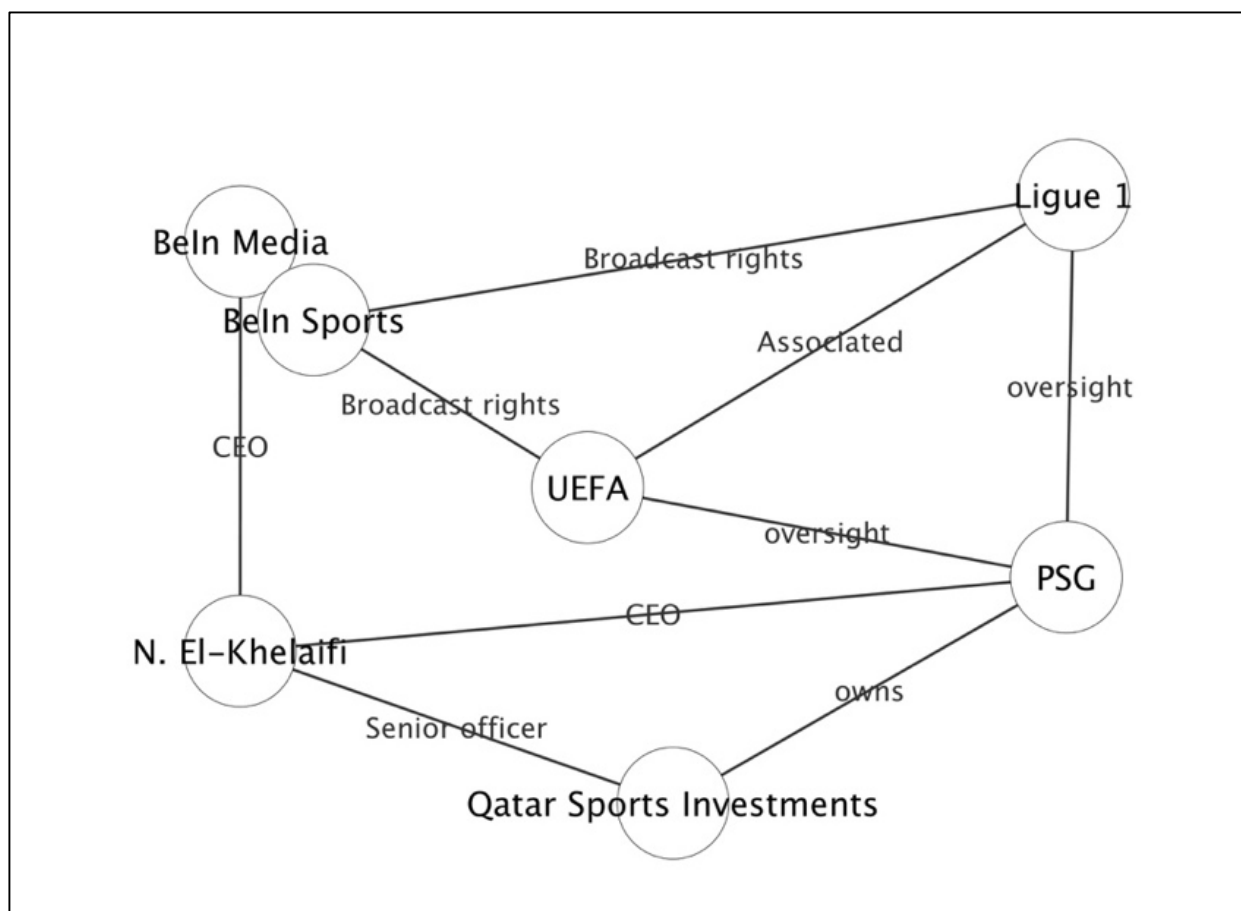 Ligue 1
BeIn Media
Broadcast rights
BeIn Sports
Associated
oversight
Broadcast rights
CEO
UEFA
oversight
PSG
CEO
N. El-Khelaifi
owns
Senior officer
Qatar Sports Investments